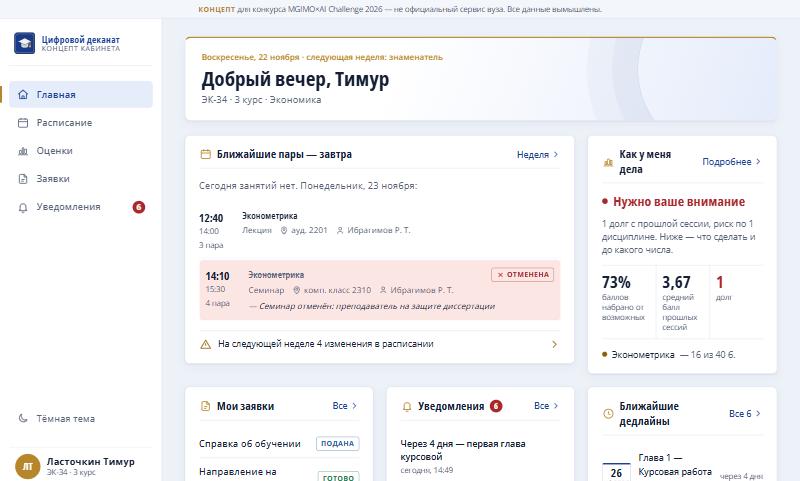 КОНЦЕПТ для конкурса MGIMO×AI Challenge 2026 — не официальный сервис вуза. Все данные вымышлены.
Цифровой деканат
КОНЦЕПТ КАБИНЕТА
Главная
Расписание
Оценки
Заявки
Уведомления 6
Тёмная тема
ЛТ
Ласточкин Тимур
ЭК-34 · 3 курс
Воскресенье, 22 ноября · следующая неделя: знаменатель
Добрый вечер, Тимур
ЭК-34 · 3 курс · Экономика
Ближайшие пары — завтра
Неделя
Сегодня занятий нет. Понедельник, 23 ноября:
12:40
14:00
3 пара
Эконометрика
Лекция ауд. 2201 Ибрагимов Р. Т.
14:10
15:30
4 пара
Эконометрика
× ОТМЕНЕНА
Семинар комп. класс 2310 Ибрагимов Р. Т.
— Семинар отменён: преподаватель на защите диссертации
На следующей неделе 4 изменения в расписании
Как у меня
дела
Подробнее
Нужно ваше внимание
1 долг с прошлой сессии, риск по 1
дисциплине. Ниже — что сделать и
до какого числа.
73%
баллов
набрано от
возможных
3,67
средний
балл
прошлых
сессий
1
долг
Эконометрика — 16 из 40 б.
Мои заявки
Все
Справка об обучении
ПОДАНА
Направление на
ГОТОВО
Уведомления 6
Все
Через 4 дня — первая глава
курсовой
сегодня, 14:49
Ближайшие
дедлайны
Все 6
26
Глава 1 —
Курсовая работа
через 4 дня